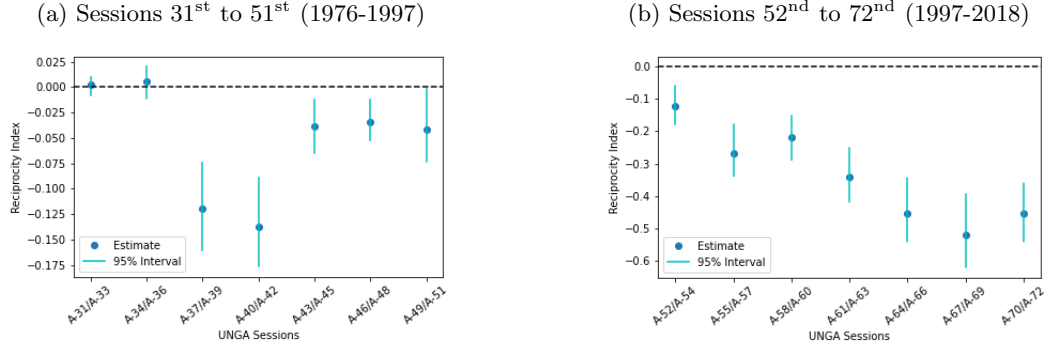 (a) Sessions 31st to 51st (1976-1997)
0.025
0.000
−0.025
−0.050
−0.075
−0.100
−0.125
−0.150
−0.175
Reciprocity Index
Estimate
95% Interval
A-31/A-33
A-34/A-36
A-37/A-39
A-40/A-42
A-43/A-45
A-46/A-48
A-49/A-51
UNGA Sessions
(b) Sessions 52nd to 72nd (1997-2018)
0.0
−0.1
−0.2
−0.3
−0.4
−0.5
−0.6
Reciprocity Index
Estimate
95% Interval
A-52/A-54
A-55/A-57
A-58/A-60
A-61/A-63
A-64/A-66
A-67/A-69
A-70/A-72
UNGA Sessions